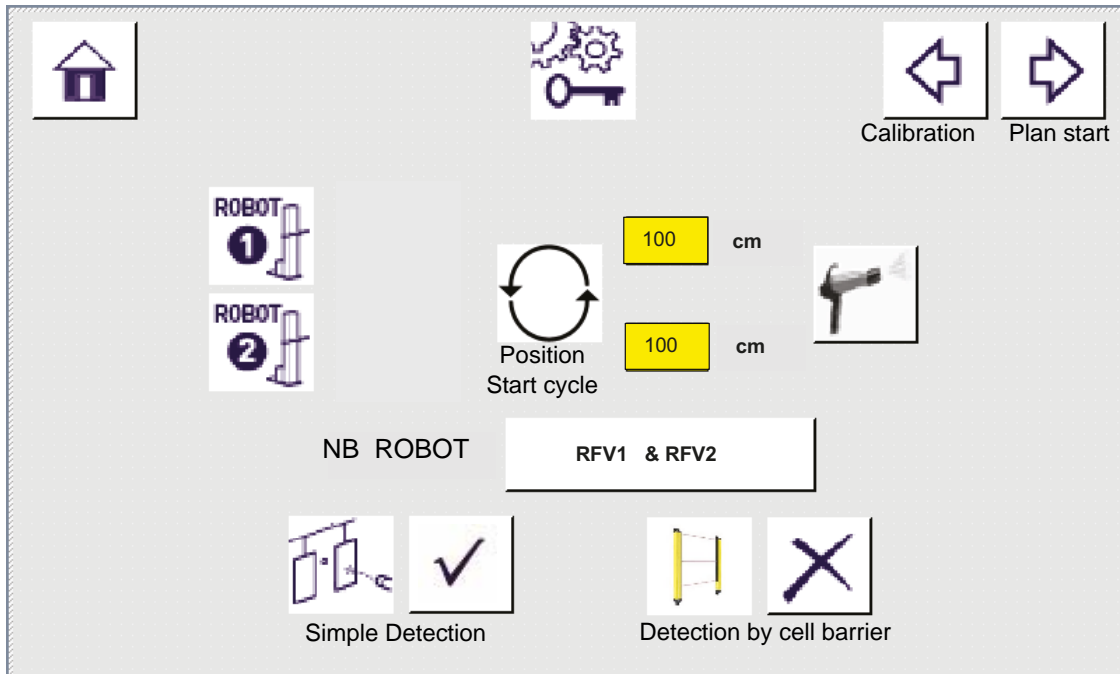 Calibration
Plan start
ROBOT
1
100 cm
ROBOT
2
100 cm
Position
Start cycle
NB ROBOT
RFV1 & RFV2
Simple Detection
Detection by cell barrier